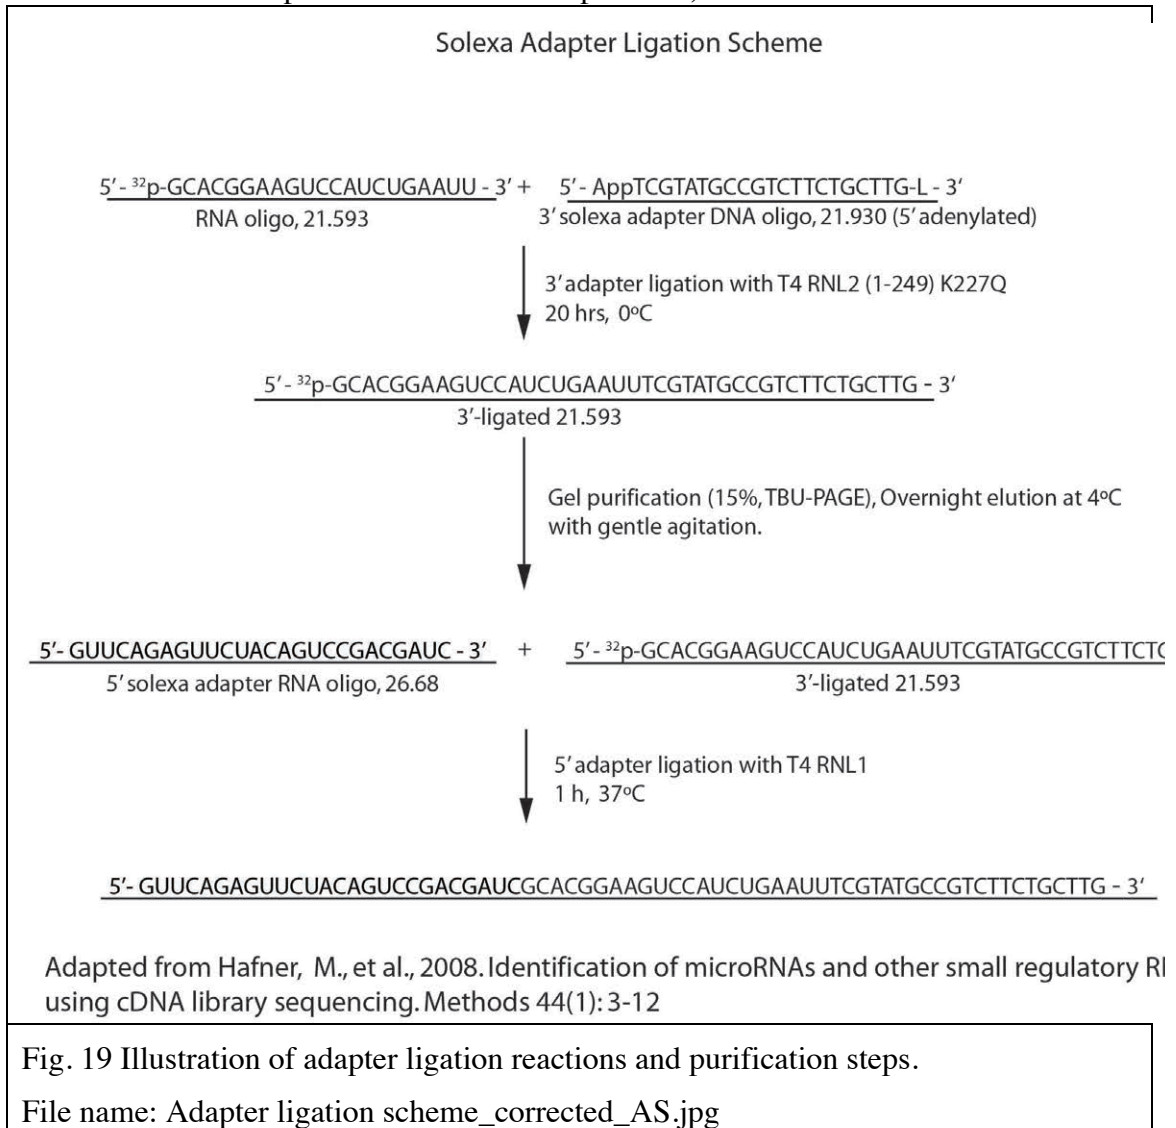 Solexa Adapter Ligation Scheme
5' - ³²p-GCACGGAAGUCCAUCUGAAUU - 3' + 5' - AppTCGTATGCCGTCTTCTGCTTG-L - 3'
RNA oligo, 21.593 3' solexa adapter DNA oligo, 21.930 (5' adenylated)
3' adapter ligation with T4 RNL2 (1-249) K227Q
20 hrs, 0ºC
5' - ³²p-GCACGGAAGUCCAUCUGAAUUTCGTATGCCGTCTTCTGCTTG - 3'
3'-ligated 21.593
Gel purification (15%, TBU-PAGE), Overnight elution at 4ºC
with gentle agitation.
5'- GUUCAGAGUUCUACAGUCCGACGAUC - 3' + 5' - ³²p-GCACGGAAGUCCAUCUGAAUUTCGTATGCCGTCTTCTG
5' solexa adapter RNA oligo, 26.68 3'-ligated 21.593
5' adapter ligation with T4 RNL1
1 h, 37ºC
5'- GUUCAGAGUUCUACAGUCCGACGAUCGCACGGAAGUCCAUCUGAAUUTCGTATGCCGTCTTCTGCTTG - 3'
Adapted from Hafner, M., et al., 2008. Identification of microRNAs and other small regulatory
using cDNA library sequencing. Methods 44(1): 3-12
Fig. 19 Illustration of adapter ligation reactions and purification steps.
File name: Adapter ligation scheme_corrected_AS.jpg